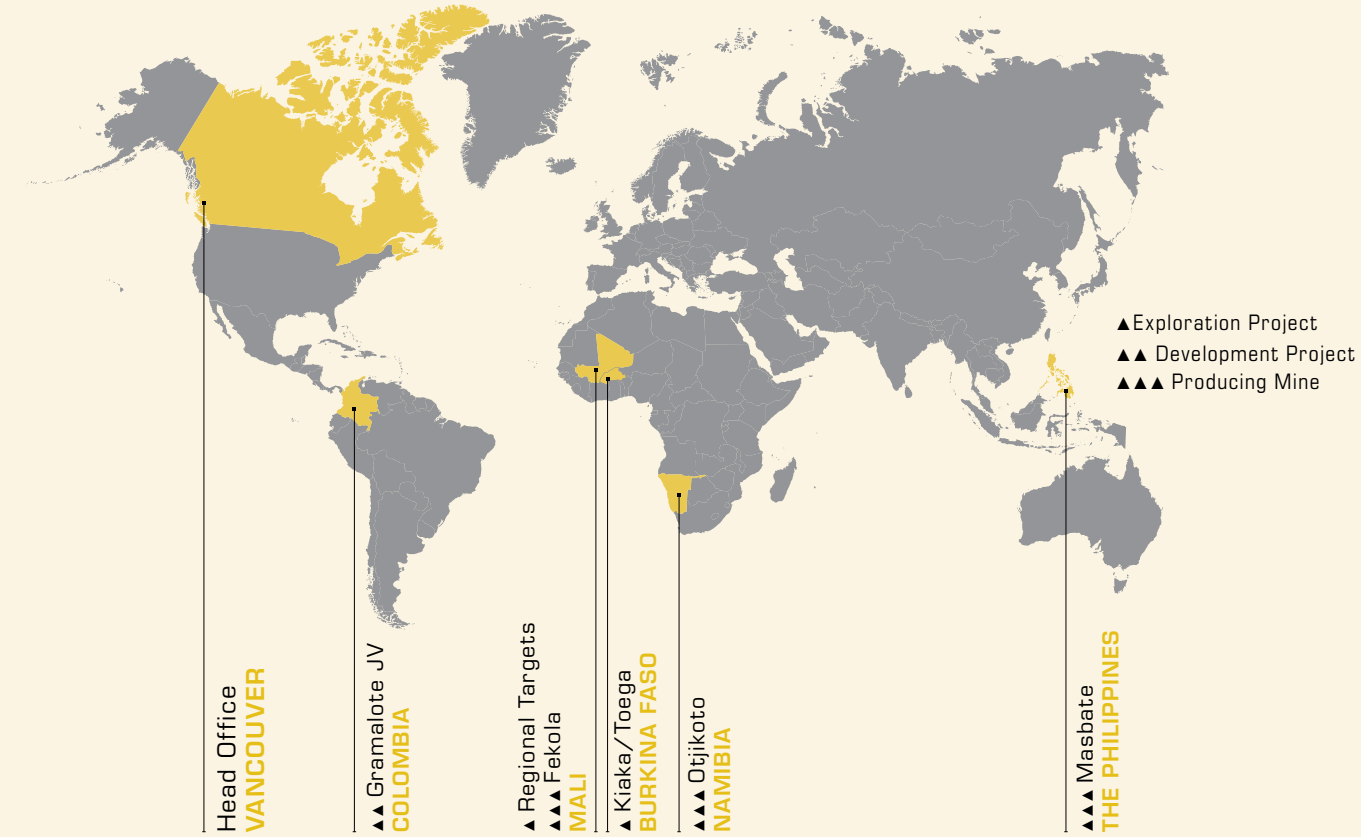 ▲Exploration Project
▲▲ Development Project
▲▲▲ Producing Mine
Head Office
VANCOUVER
▲▲ Gramalote JV
COLOMBIA
▲ Regional Targets
▲▲▲ Fekola
MALI
▲ Kiaka/Toega
BURKINA FASO
▲▲▲ Otjikoto
NAMIBIA
▲▲▲ Masbate
THE PHILIPPINES